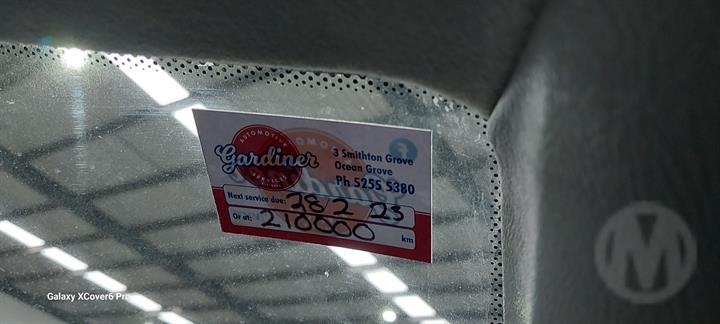 AUTOMOTIVE
Gardiner
SERVICES
3 Smithton Grove
Ocean Grove
Ph 5255 5380
Next service due: 28 2 23
Or at: 210000 km
Galaxy XCover6 Pro
M